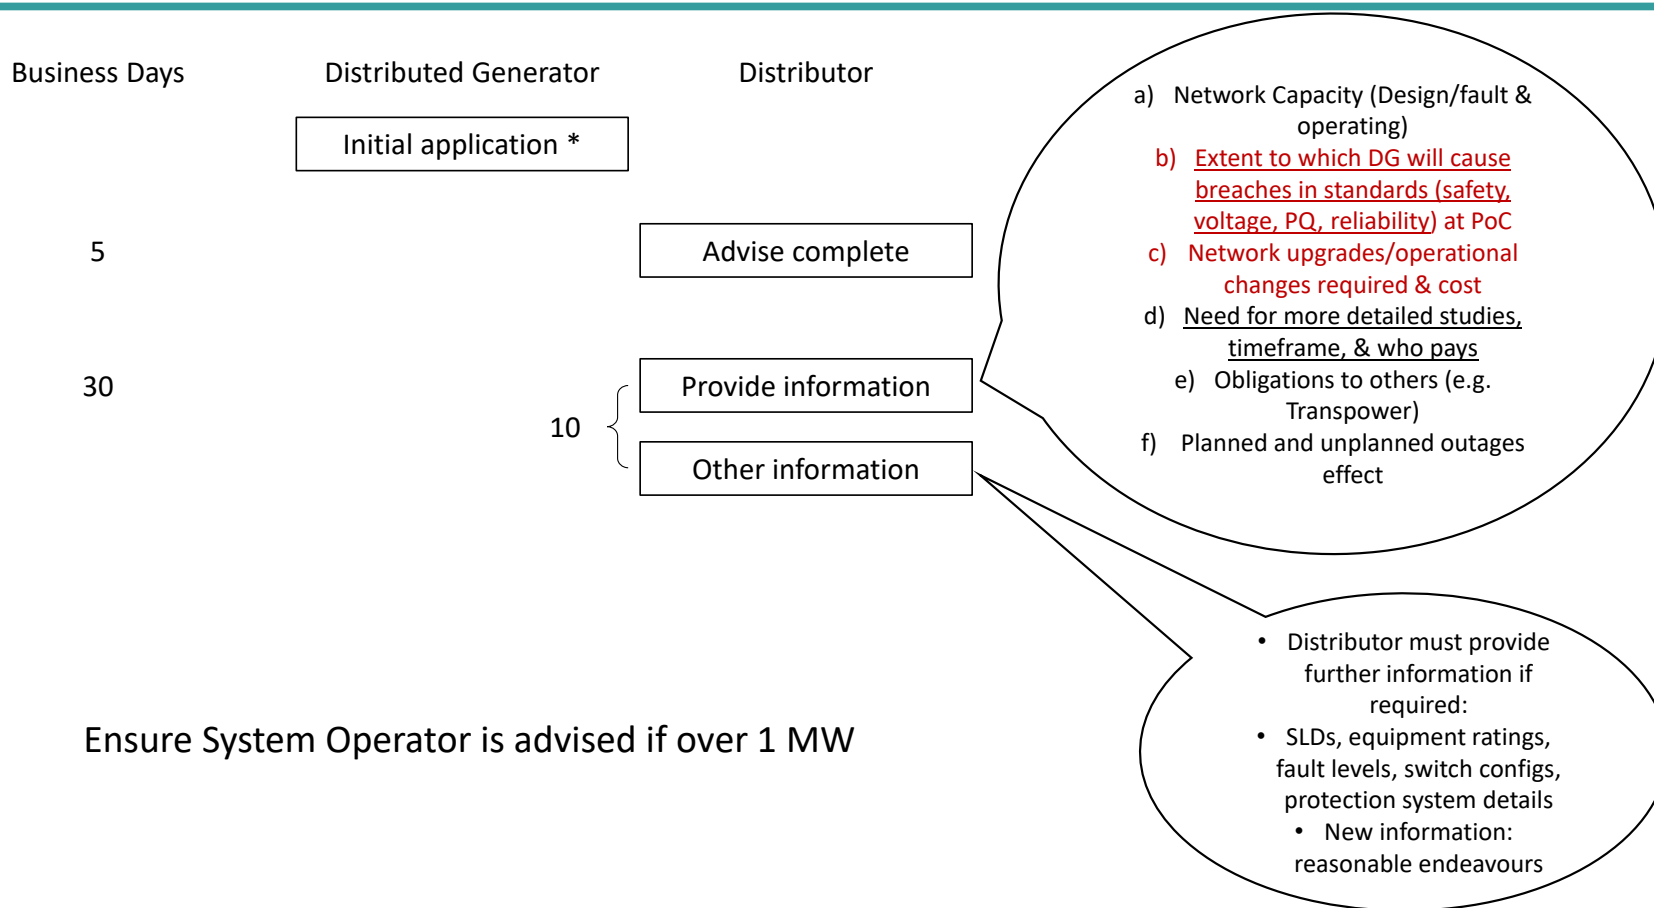 Business Days
Distributed Generator
Distributor
Initial application *
5
Advise complete
30
Provide information
10
Other information
a) Network Capacity (Design/fault &
operating)
b) Extent to which DG will cause
breaches in standards (safety,
voltage, PQ, reliability) at PoC
c) Network upgrades/operational
changes required & cost
d) Need for more detailed studies,
timeframe, & who pays
e) Obligations to others (e.g.
Transpower)
f) Planned and unplanned outages
effect
• Distributor must provide
further information if
required:
• SLDs, equipment ratings,
fault levels, switch configs,
protection system details
• New information:
reasonable endeavours
Ensure System Operator is advised if over 1 MW